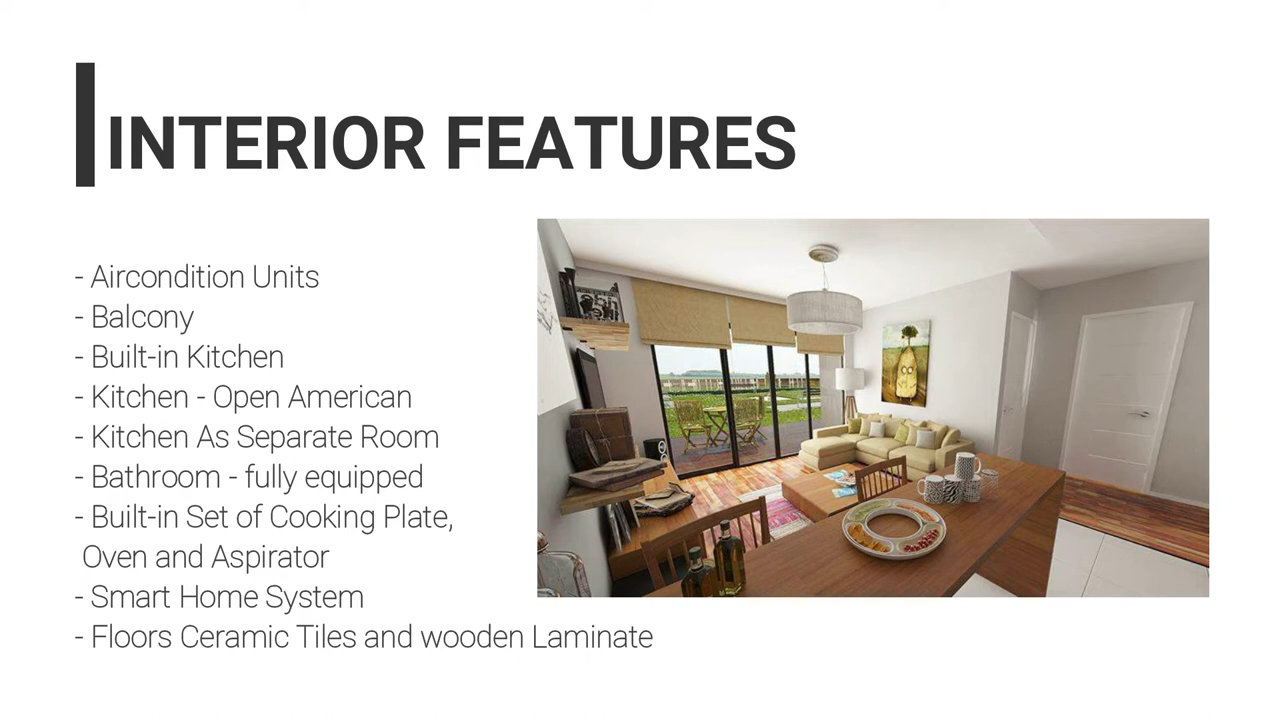 INTERIOR FEATURES
- Aircondition Units
- Balcony
- Built-in Kitchen
- Kitchen - Open American
- Kitchen As Separate Room
- Bathroom - fully equipped
- Built-in Set of Cooking Plate,
Oven and Aspirator
- Smart Home System
- Floors Ceramic Tiles and wooden Laminate